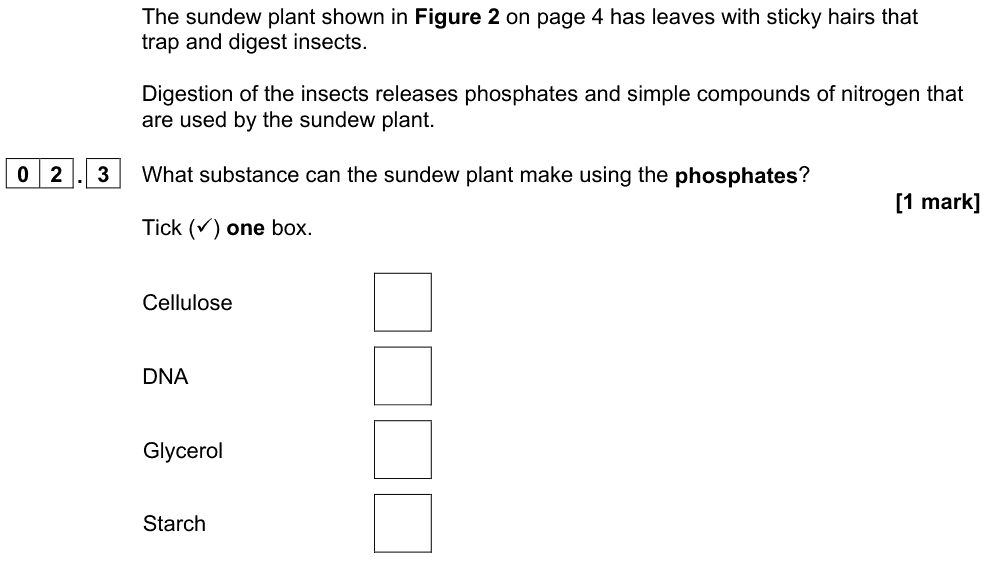 The sundew plant shown in Figure 2 on page 4 has leaves with sticky hairs that
trap and digest insects.
Digestion of the insects releases phosphates and simple compounds of nitrogen that
are used by the sundew plant.
0 2 . 3 What substance can the sundew plant make using the phosphates?
[1 mark]
Tick (✓) one box.
Cellulose
DNA
Glycerol
Starch